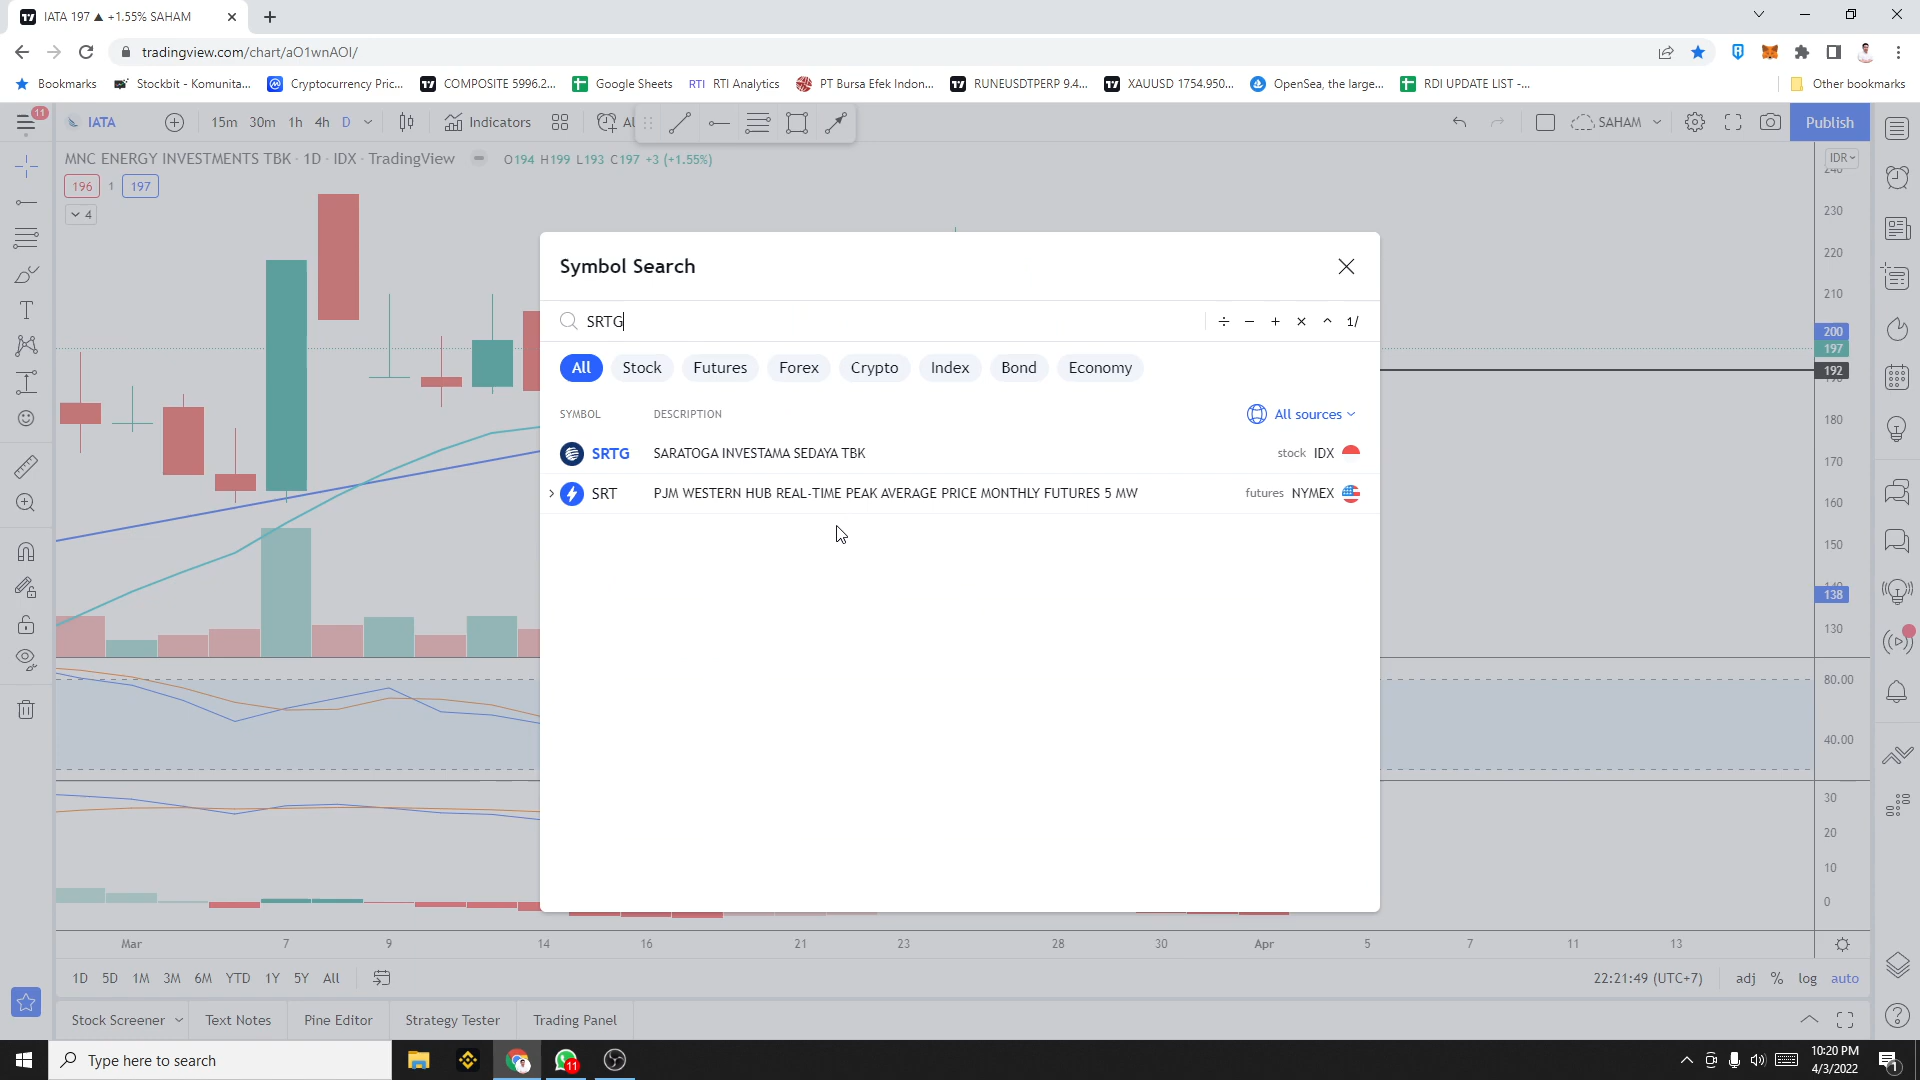 IATA 197 ▲ +1.55% SAHAM
tradingview.com/chart/aO1wnAOI/
Bookmarks
Stockbit - Komunita...
Cryptocurrency Pric...
COMPOSITE 5996.2...
Google Sheets
RTI RTI Analytics
PT Bursa Efek Indon...
RUNEUSDTPERP 9.4...
XAUUSD 1754.950...
OpenSea, the large...
RDI UPDATE LIST -...
Other bookmarks
11
IATA
15m 30m 1h 4h D
Indicators
SAHAM
Publish
MNC ENERGY INVESTMENTS TBK · 1D · IDX · TradingView
O194 H199 L193 C197 +3 (+1.55%)
IDR
196 1 197
4
240
230
220
210
200
197
192
190
180
170
160
150
140
138
130
80.00
40.00
30
20
10
0
Symbol Search
SRTG
÷ − + × ^ 1/
All Stock Futures Forex Crypto Index Bond Economy
SYMBOL DESCRIPTION
All sources
SRTG SARATOGA INVESTAMA SEDAYA TBK stock IDX
SRT PJM WESTERN HUB REAL-TIME PEAK AVERAGE PRICE MONTHLY FUTURES 5 MW futures NYMEX
Mar 7 9 14 16 21 23 28 30 Apr 5 7 11 13
1D 5D 1M 3M 6M YTD 1Y 5Y All
22:21:49 (UTC+7) adj % log auto
Stock Screener Text Notes Pine Editor Strategy Tester Trading Panel
Type here to search
11
10:20 PM
4/3/2022
1